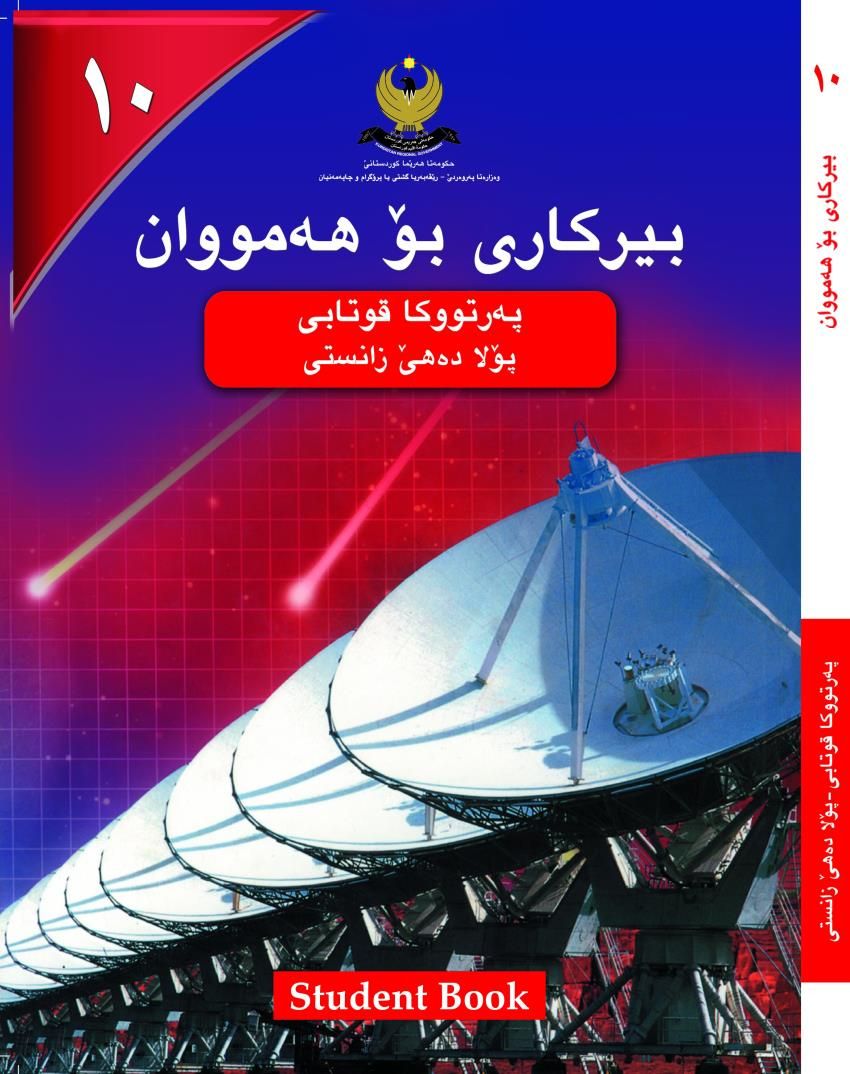 ١٠
حکومەتا هەرێما کوردستانێ
وەزارەتا پەروەردێ - رێڤەبەریا گشتی یا پرۆگرام و چاپەمەنیان
بیرکاری بۆ هەمووان
پەرتووکا قوتابی
پۆلا دەهێ زانستی
Student Book
١٠
بیرکاری بۆ هەمووان
پەرتووکا قوتابی - پۆلا دەهێ زانستی